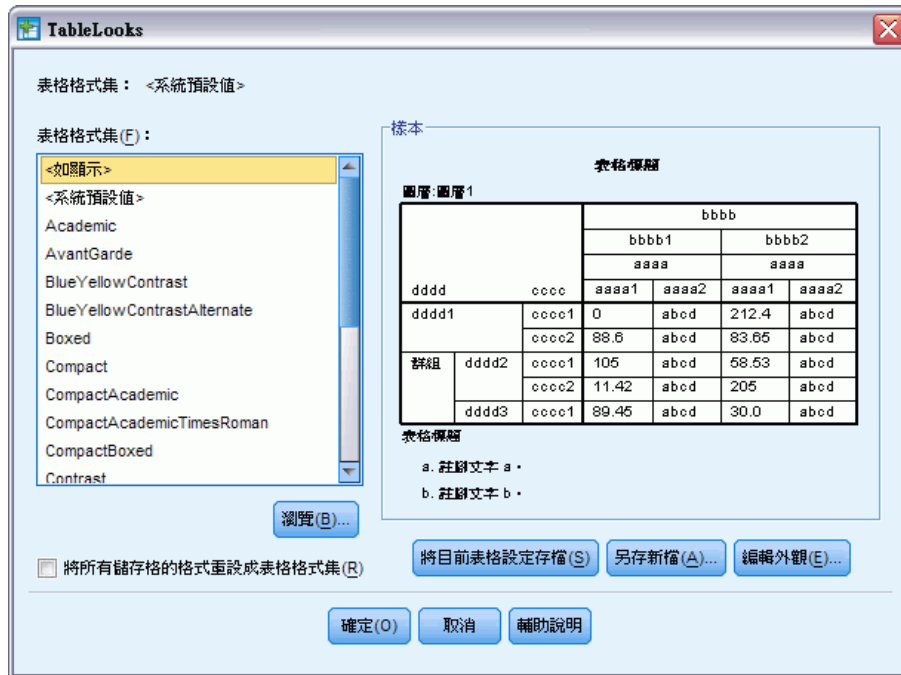 TableLooks
表格格式集： <系統預設值>
表格格式集(F)：
<如顯示>
<系統預設值>
Academic
AvantGarde
BlueYellowContrast
BlueYellowContrastAlternate
Boxed
Compact
CompactAcademic
CompactAcademicTimesRoman
CompactBoxed
Contrast
瀏覽(B)...
將所有儲存格的格式重設成表格格式集(R)
樣本
表格標題
圖層:圖層1
bbbb
bbbb1 bbbb2
aaaa aaaa
dddd cccc aaaa1 aaaa2 aaaa1 aaaa2
dddd1 cccc1 0 abcd 212.4 abcd
cccc2 88.6 abcd 83.65 abcd
群組 dddd2 cccc1 105 abcd 58.53 abcd
cccc2 11.42 abcd 205 abcd
dddd3 cccc1 89.45 abcd 30.0 abcd
表格標題
a. 註腳文字 a。
b. 註腳文字 b。
將目前表格設定存檔(S) 另存新檔(A)... 編輯外觀(E)...
確定(O) 取消 輔助說明